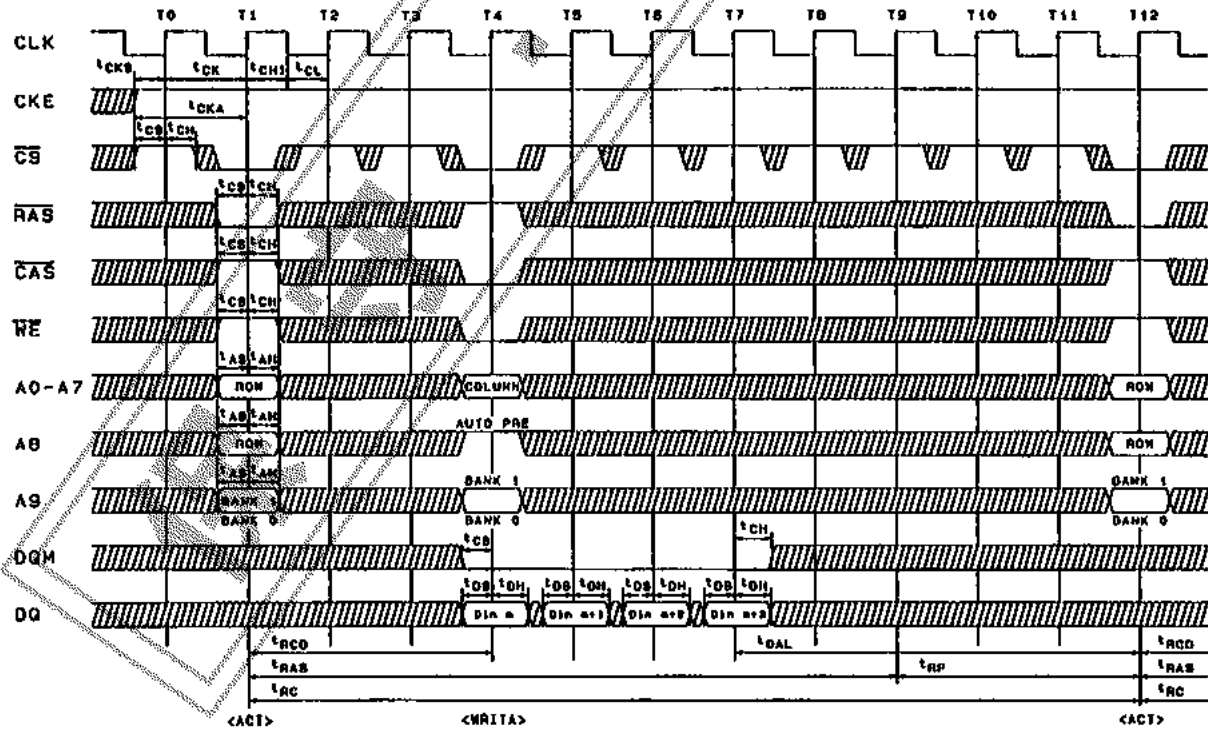 T0 T1 T2 T3 T4 T5 T6 T7 T8 T9 T10 T11 T12
CLK
tCKS tCK tCHI tCL
CKE
tCKA
tCS tCH
CS
tCS tCH
RAS
tCS tCH
CAS
tCS tCH
WE
tAS tAH
A0-A7 ROW COLUMN ROW
tAS tAH AUTO PRE
A8 ROW ROW
tAS tAH BANK 1 BANK 1
A9 BANK 1
BANK 0 BANK 0 BANK 0
tCS tCH
DQM
tDS tDH tDS tDH tDS tDH tDS tDH
DQ Din m Din m+1 Din m+2 Din m+3
tRCD tDAL tRCD
tRAS tRP tRAS
tRC tRC
<ACT> <WRITA> <ACT>